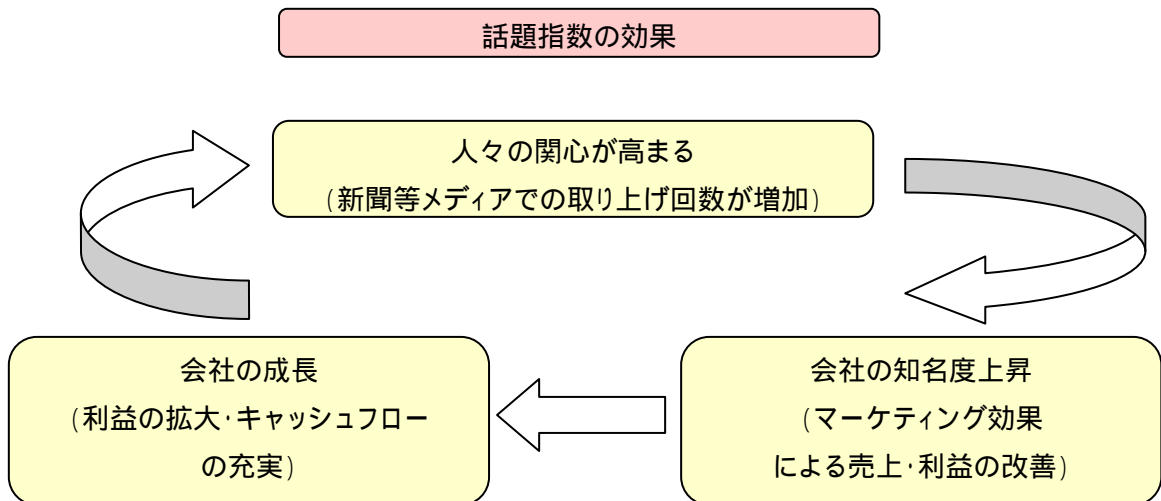 話題指数の効果
人々の関心が高まる
(新聞等メディアでの取り上げ回数が増加)
会社の成長
(利益の拡大・キャッシュフロー
の充実)
会社の知名度上昇
(マーケティング効果
による売上・利益の改善)